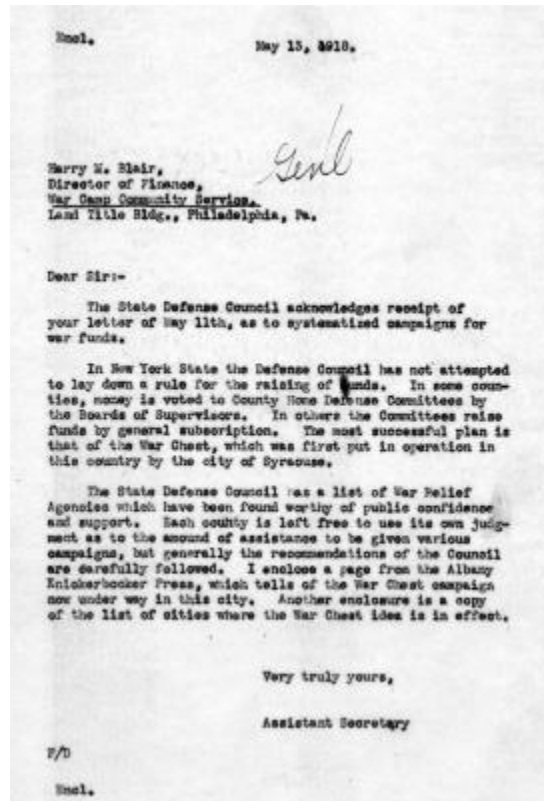 Encl.
May 13, 1918.
Gen'l
Harry M. Blair,
Director of Finance,
War Camp Community Service,
Land Title Bldg., Philadelphia, Pa.
Dear Sir:-
The State Defense Council acknowledges receipt of
your letter of May 11th, as to systematized campaigns for
war funds.
In New York State the Defense Council has not attempted
to lay down a rule for the raising of funds. In some coun-
ties, money is voted to County Home Defense Committees by
the Boards of Supervisors. In others the Committees raise
funds by general subscription. The most successful plan is
that of the War Chest, which was first put in operation in
this country by the city of Syracuse.
The State Defense Council has a list of War Relief
Agencies which have been found worthy of public confidence
and support. Each county is left free to use its own judg-
ment as to the amount of assistance to be given various
campaigns, but generally the recommendations of the Council
are carefully followed. I enclose a page from the Albany
Knickerbocker Press, which tells of the War Chest campaign
now under way in this city. Another enclosure is a copy
of the list of cities where the War Chest idea is in effect.
Very truly yours,
Assistant Secretary
F/D
Encl.